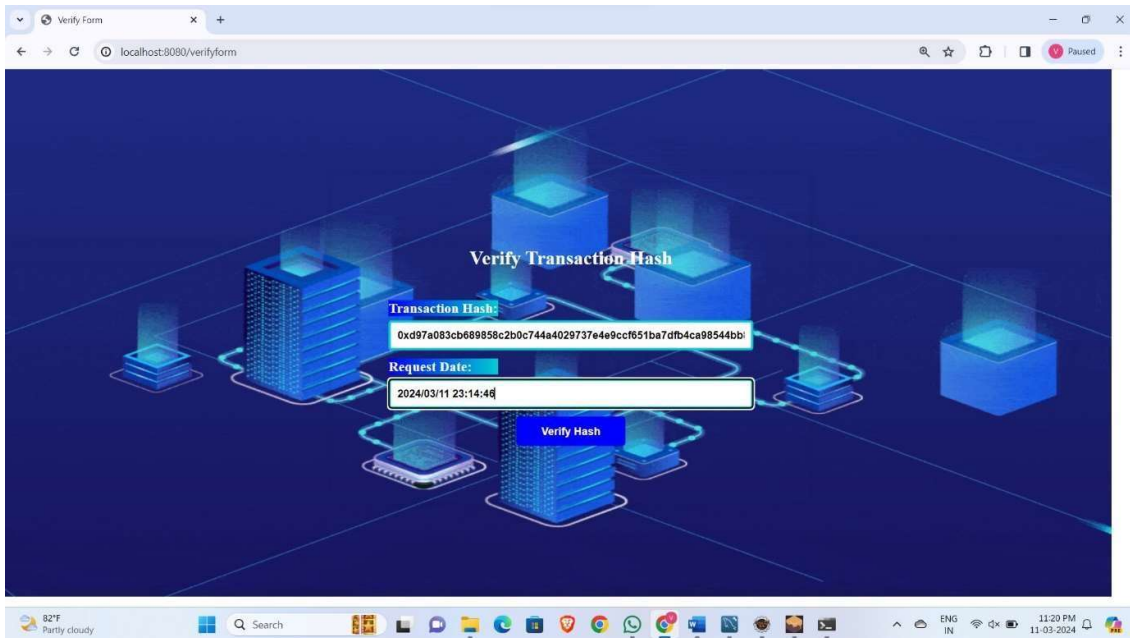 Verify Form
localhost:8080/verifyform
V
Paused
Verify Transaction Hash
Transaction Hash:
0xd97a083cb689858c2b0c744a4029737e4e9ccf651ba7dfb4ca98544bb
Request Date:
2024/03/11 23:14:46
Verify Hash
82°F
Partly cloudy
Search
ENG
IN
11:20 PM
11-03-2024